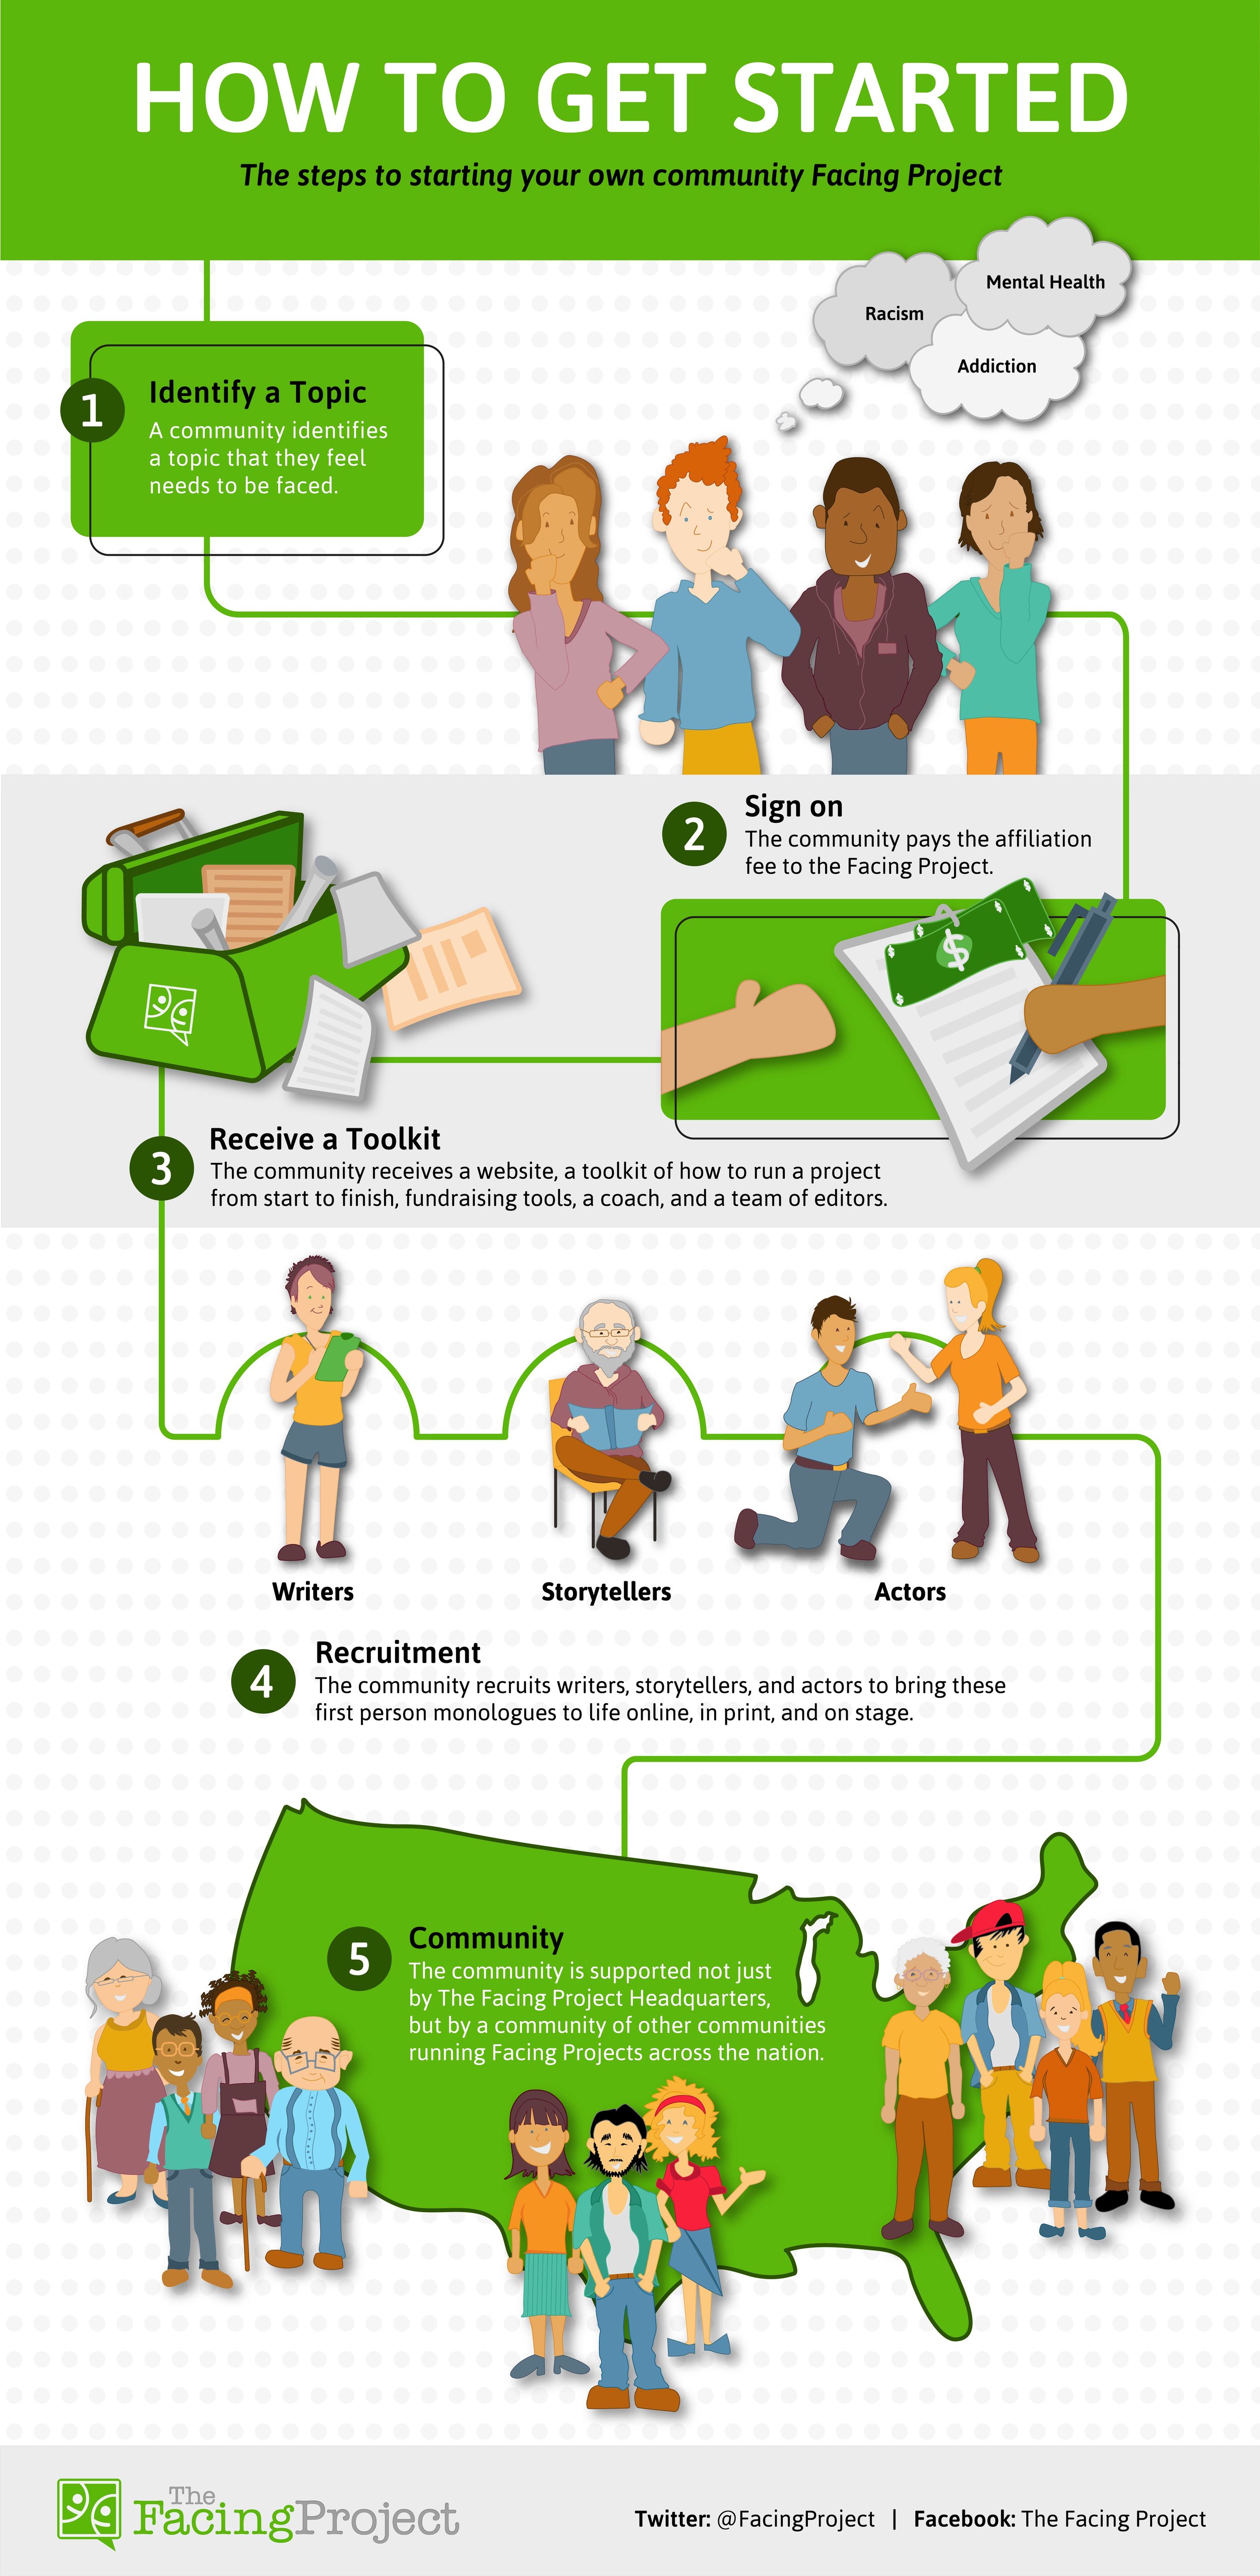 HOW TO GET STARTED
The steps to starting your own community Facing Project
Mental Health
Racism
Addiction
1
Identify a Topic
A community identifies
a topic that they feel
needs to be faced.
2
Sign on
The community pays the affiliation
fee to the Facing Project.
$
3
Receive a Toolkit
The community receives a website, a toolkit of how to run a project
from start to finish, fundraising tools, a coach, and a team of editors.
Writers
Storytellers
Actors
4
Recruitment
The community recruits writers, storytellers, and actors to bring these
first person monologues to life online, in print, and on stage.
5
Community
The community is supported not just
by The Facing Project Headquarters,
but by a community of other communities
running Facing Projects across the nation.
The
FacingProject
Twitter: @FacingProject | Facebook: The Facing Project